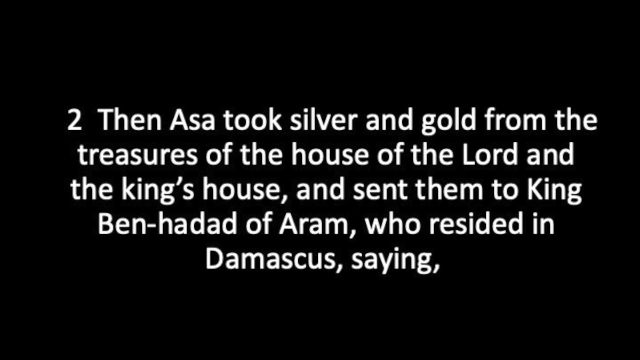 2  Then Asa took silver and gold from the
treasures of the house of the Lord and
the king’s house, and sent them to King
Ben-hadad of Aram, who resided in
Damascus, saying,